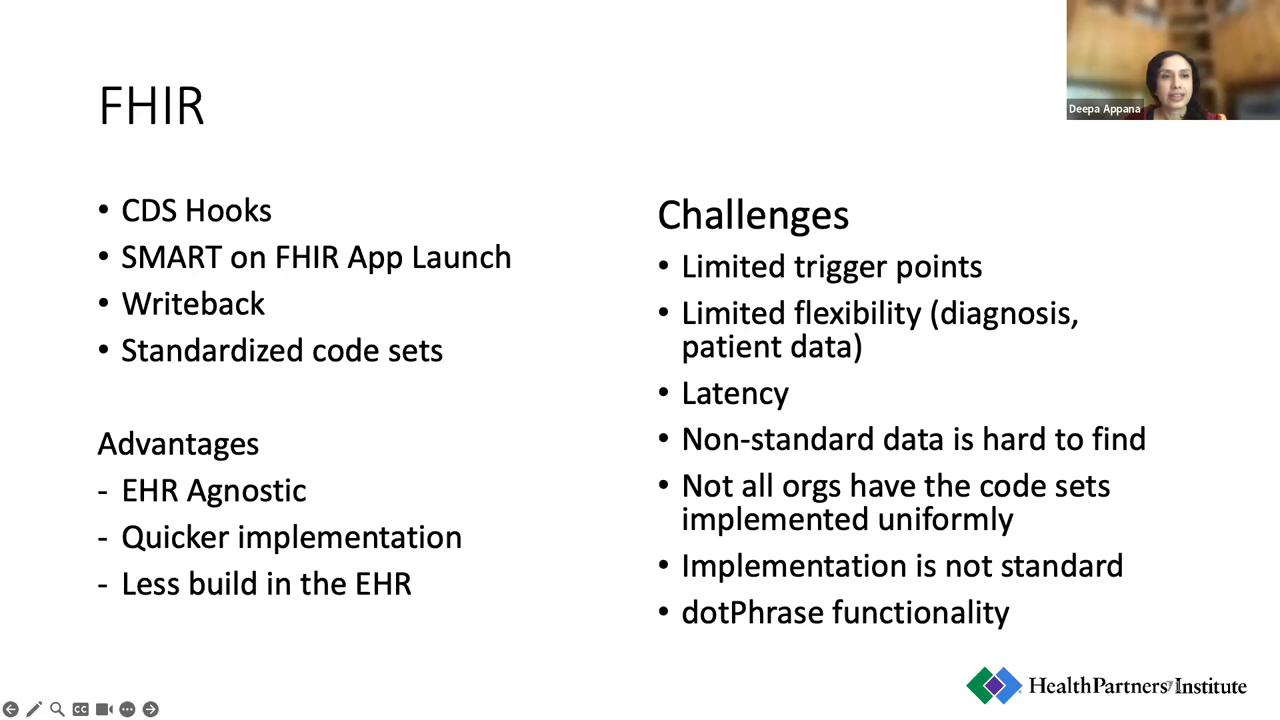 FHIR
• CDS Hooks
• SMART on FHIR App Launch
• Writeback
• Standardized code sets
Advantages
- EHR Agnostic
- Quicker implementation
- Less build in the EHR
Challenges
• Limited trigger points
• Limited flexibility (diagnosis,
patient data)
• Latency
• Non-standard data is hard to find
• Not all orgs have the code sets
implemented uniformly
• Implementation is not standard
• dotPhrase functionality
Deepa Appana
HealthPartners Institute
CC